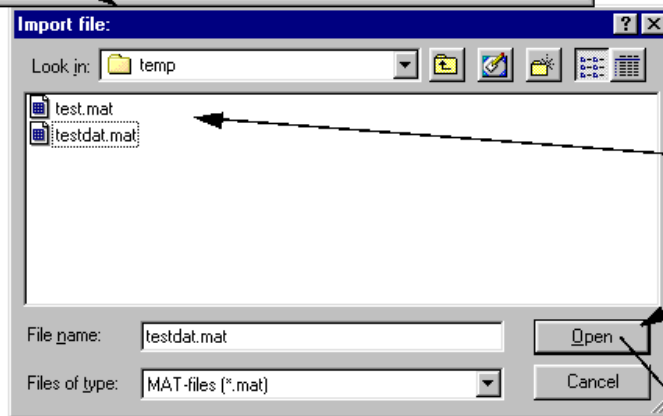 Import file:
Look in: temp
test.mat
testdat.mat
File name: testdat.mat Open
Files of type: MAT-files (*.mat) Cancel